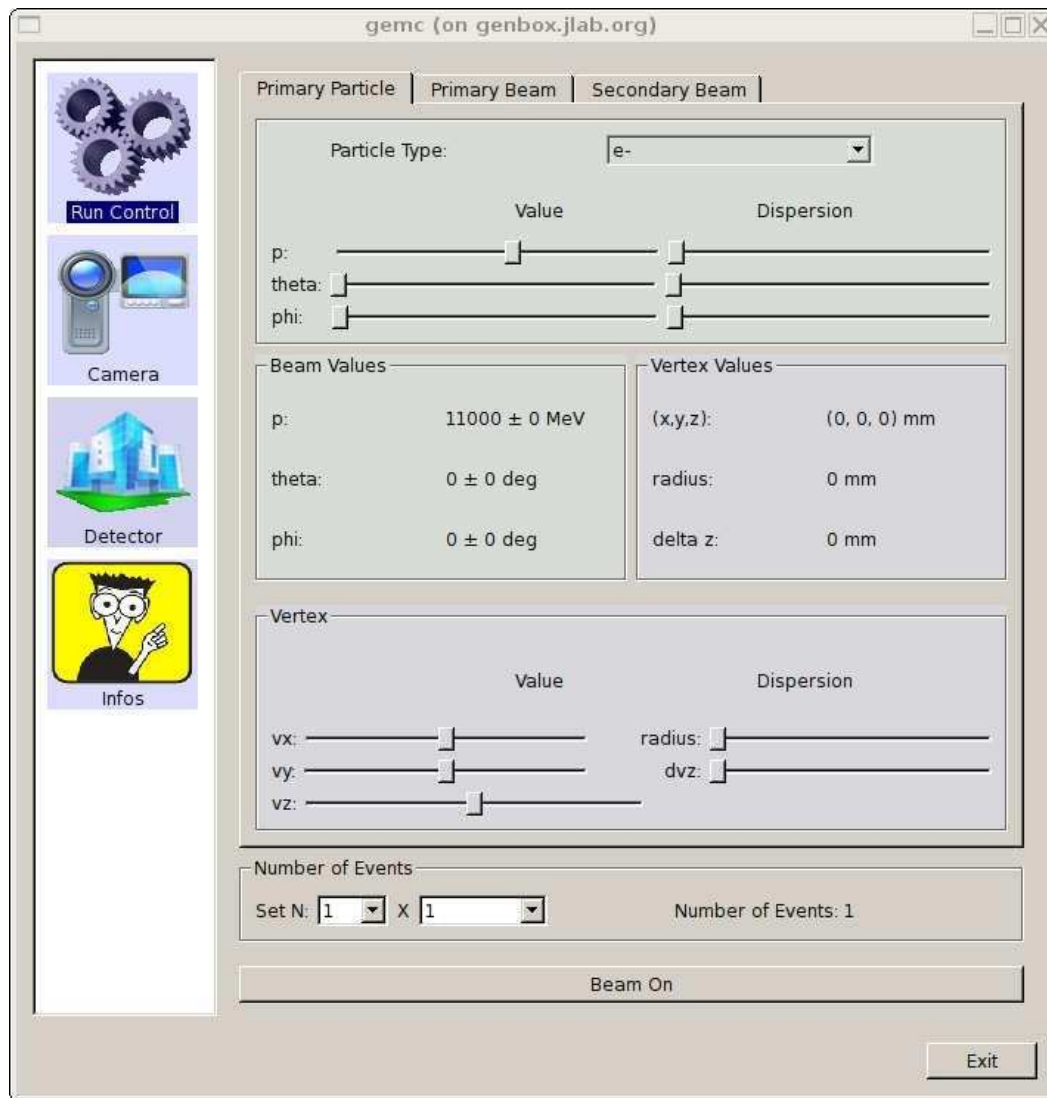 gemc (on genbox.jlab.org)
Run Control
Camera
Detector
Infos
Primary Particle Primary Beam Secondary Beam
Particle Type: e-
Value Dispersion
p:
theta:
phi:
Beam Values
p: 11000 ± 0 MeV
theta: 0 ± 0 deg
phi: 0 ± 0 deg
Vertex Values
(x,y,z): (0, 0, 0) mm
radius: 0 mm
delta z: 0 mm
Vertex
Value Dispersion
vx: radius:
vy: dvz:
vz:
Number of Events
Set N: 1 X 1 Number of Events: 1
Beam On
Exit